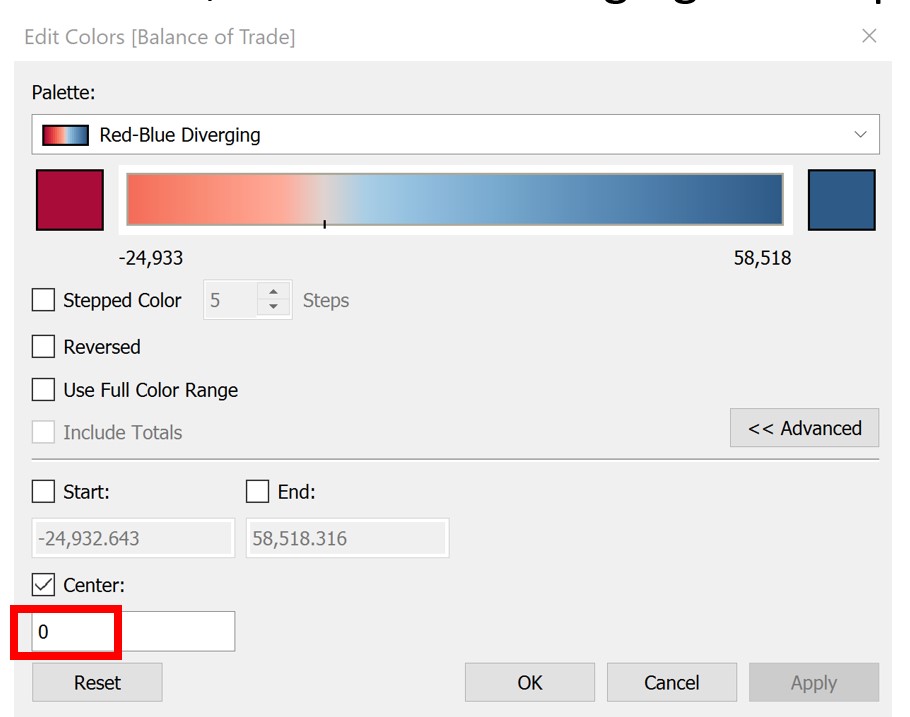 Edit Colors [Balance of Trade]
Palette:
Red-Blue Diverging
-24,933 58,518
Stepped Color 5 Steps
Reversed
Use Full Color Range
Include Totals
<< Advanced
Start: End:
-24,932.643 58,518.316
Center:
0
Reset OK Cancel Apply